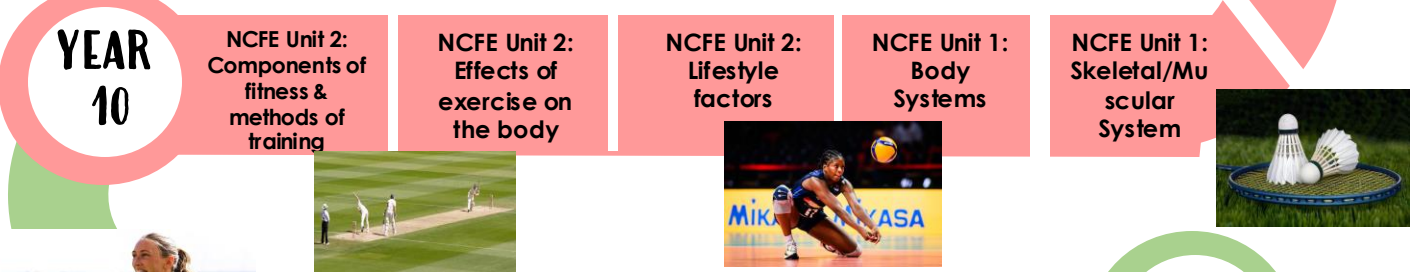 YEAR
10
NCFE Unit 2:
Components of
fitness &
methods of
training
NCFE Unit 2:
Effects of
exercise on
the body
NCFE Unit 2:
Lifestyle
factors
NCFE Unit 1:
Body
Systems
NCFE Unit 1:
Skeletal/Mu
scular
System
MIKASA